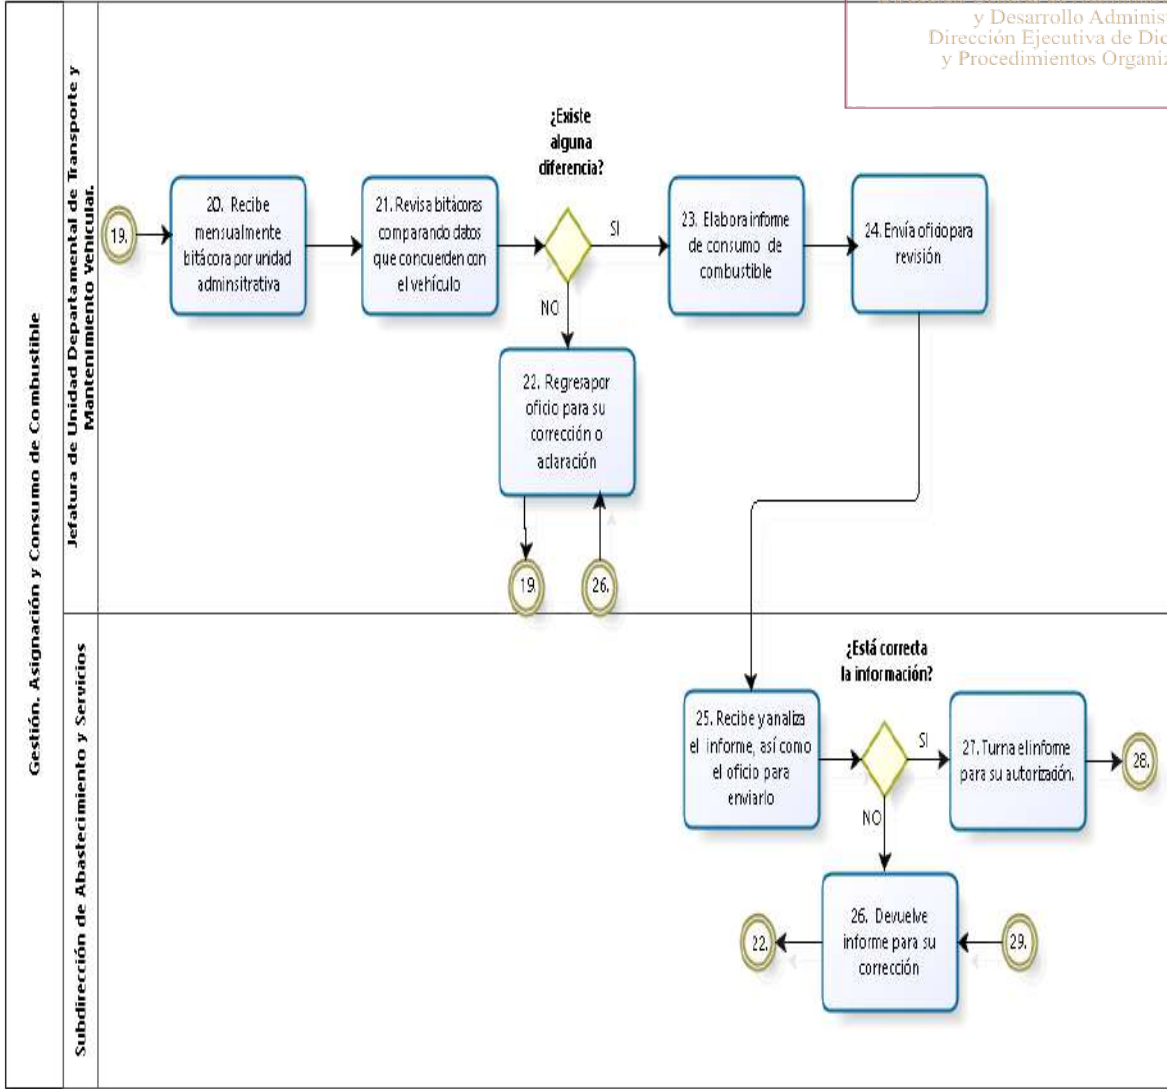 y Desarrollo Adminis
Dirección Ejecutiva de Dic
y Procedimientos Organiz
Gestión. Asignación y Consumo de Combustible
Jefatura de Unidad Departamental de Transporte y
Mantenimiento Vehicular.
19.
20. Recibe
mensualmente
bitácora por unidad
adminsitrativa
21. Revisa bitácoras
comparando datos
que concuerden con
el vehículo
¿Existe
alguna
diferencia?
SI
NO
23. Elabora informe
de consumo de
combustible
24. Envía oficio para
revisión
22. Regresa por
oficio para su
corrección o
aclaración
19.
26.
Subdirección de Abastecimiento y Servicios
25. Recibe y analiza
el informe, así como
el oficio para
enviarlo
¿Está correcta
la información?
SI
NO
27. Turna el informe
para su autorización.
28.
26. Devuelve
informe para su
corrección
22.
29.